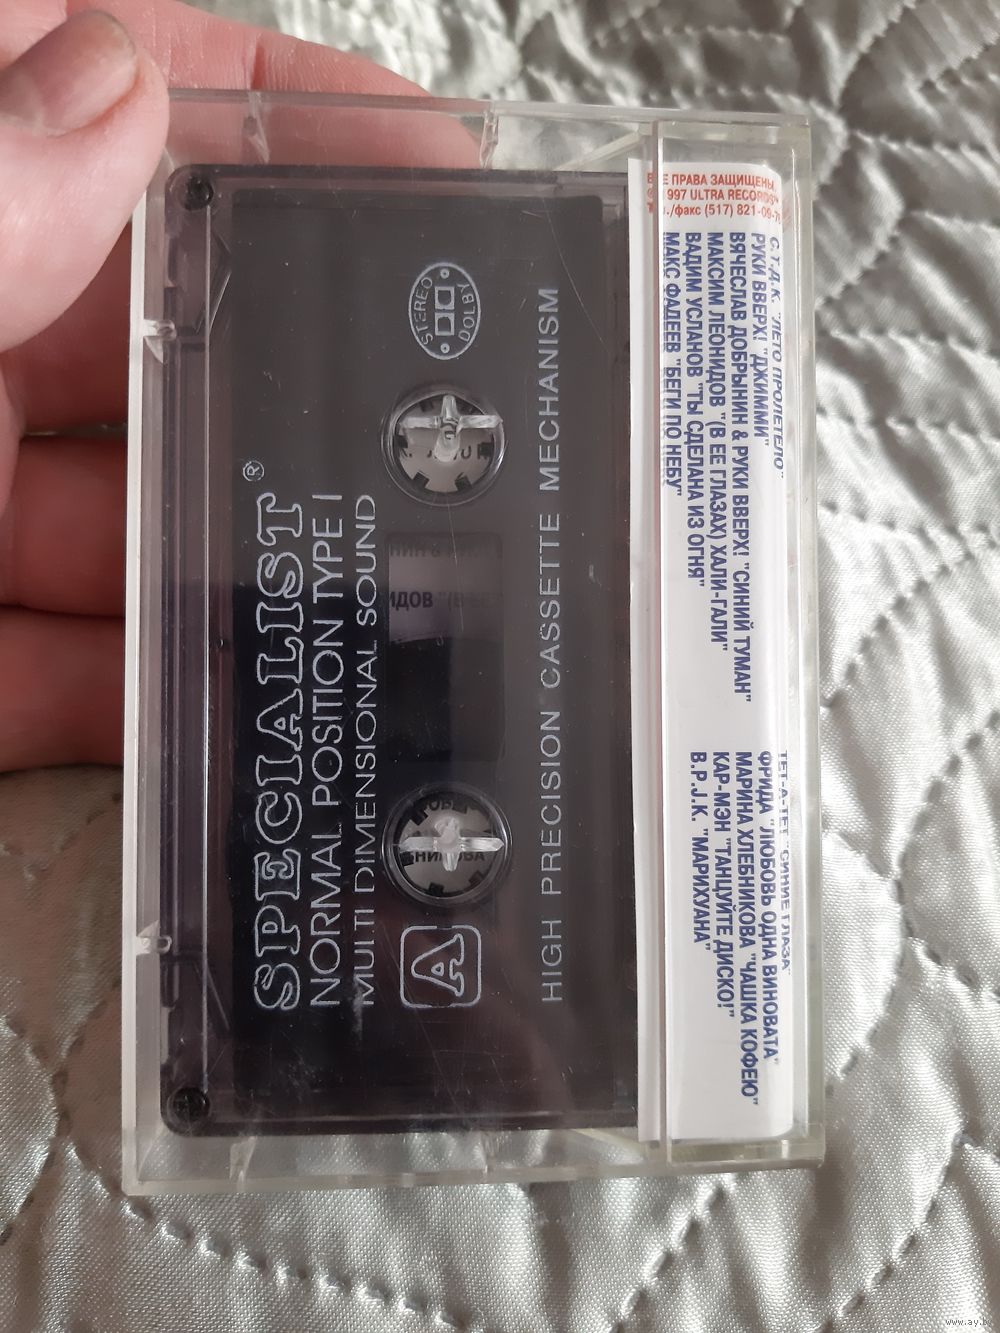 ПРАВА ЗАЩИЩЕНЫ.
1997 ULTRA RECORDS
./факс (517) 821-09-
С.Т.Д.К. "ЛЕТО ПРОЛЕТЕЛО"
РУКИ ВВЕРХ! "ДЖИММИ"
ВЯЧЕСЛАВ ДОБРЫНИН & РУКИ ВВЕРХ! "СИНИЙ ТУМАН"
МАКСИМ ЛЕОНИДОВ "(В ЕЕ ГЛАЗАХ) ХАЛИ-ГАЛИ"
ВАДИМ УСЛАНОВ "ТЫ СДЕЛАНА ИЗ ОГНЯ"
МАКС ФАДЕЕВ "БЕГИ ПО НЕБУ"
ТЕТ-А-ТЕТ "СИНИЕ ГЛАЗА"
ФРИДА "ЛЮБОВЬ ОДНА ВИНОВАТА"
МАРИНА ХЛЕБНИКОВА "ЧАШКА КОФЕЮ"
КАР-МЭН "ТАНЦУЙТЕ ДИСКО!"
B.P.J.K. "МАРИХУАНА"
SPECIALIST®
NORMAL POSITION TYPE I
MULTI DIMENSIONAL SOUND
A
STEREO
DOLBY
HIGH PRECISION CASSETTE MECHANISM